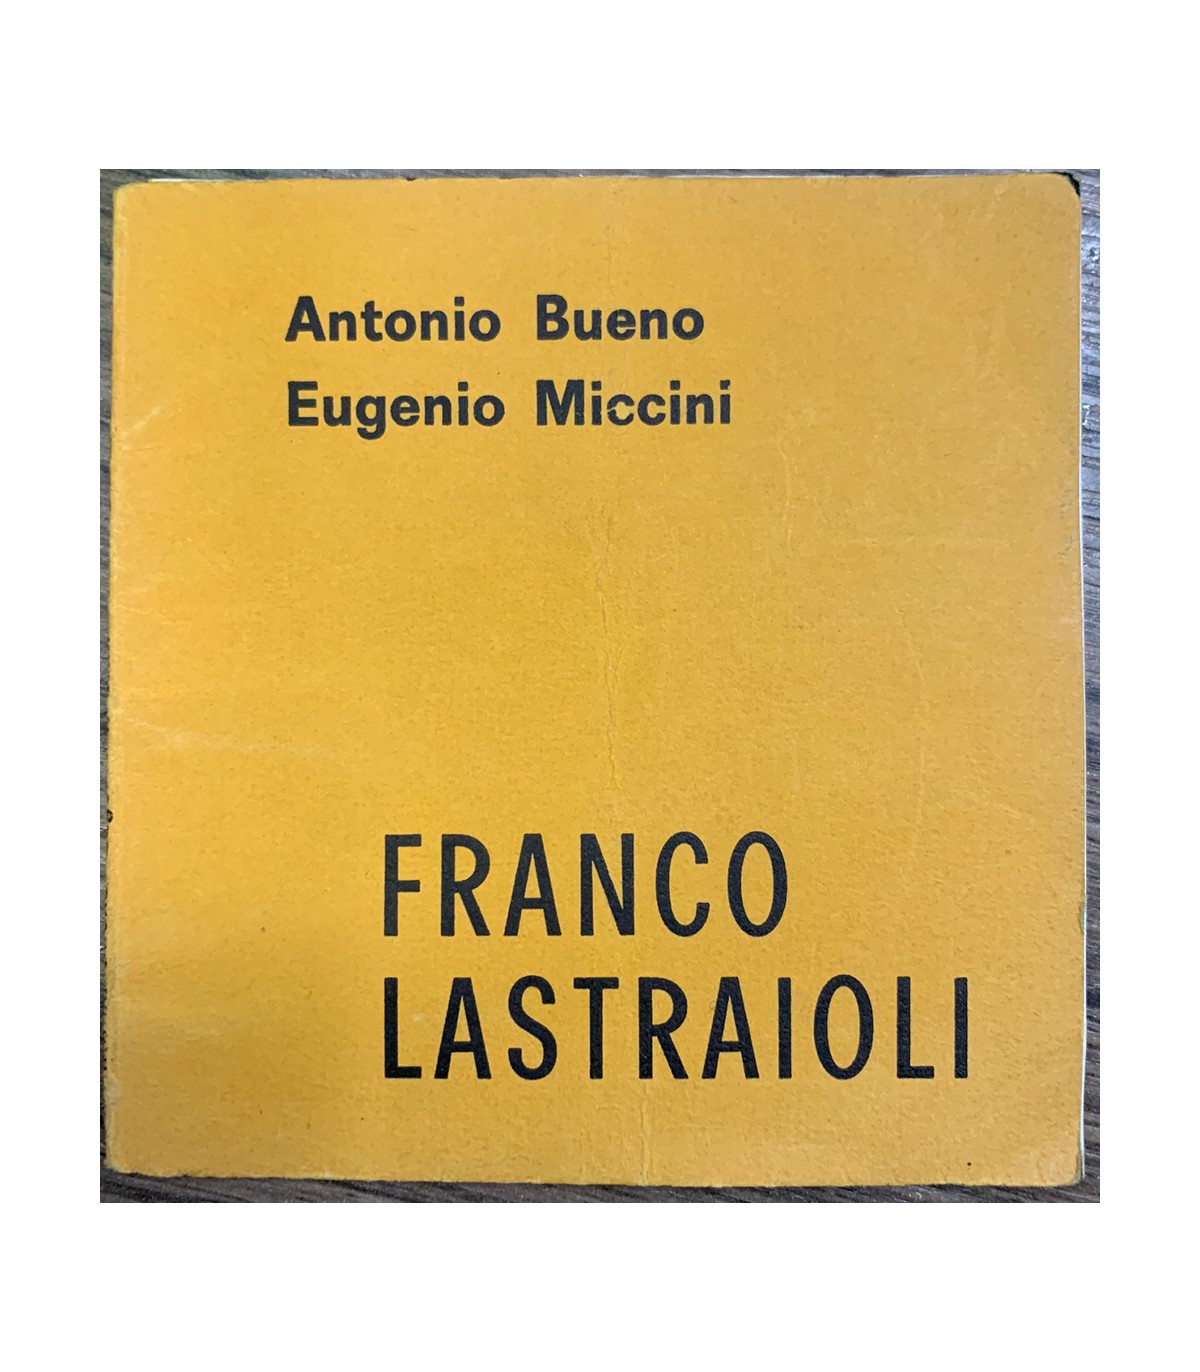 Antonio Bueno
Eugenio Miccini
FRANCO
LASTRAIOLI